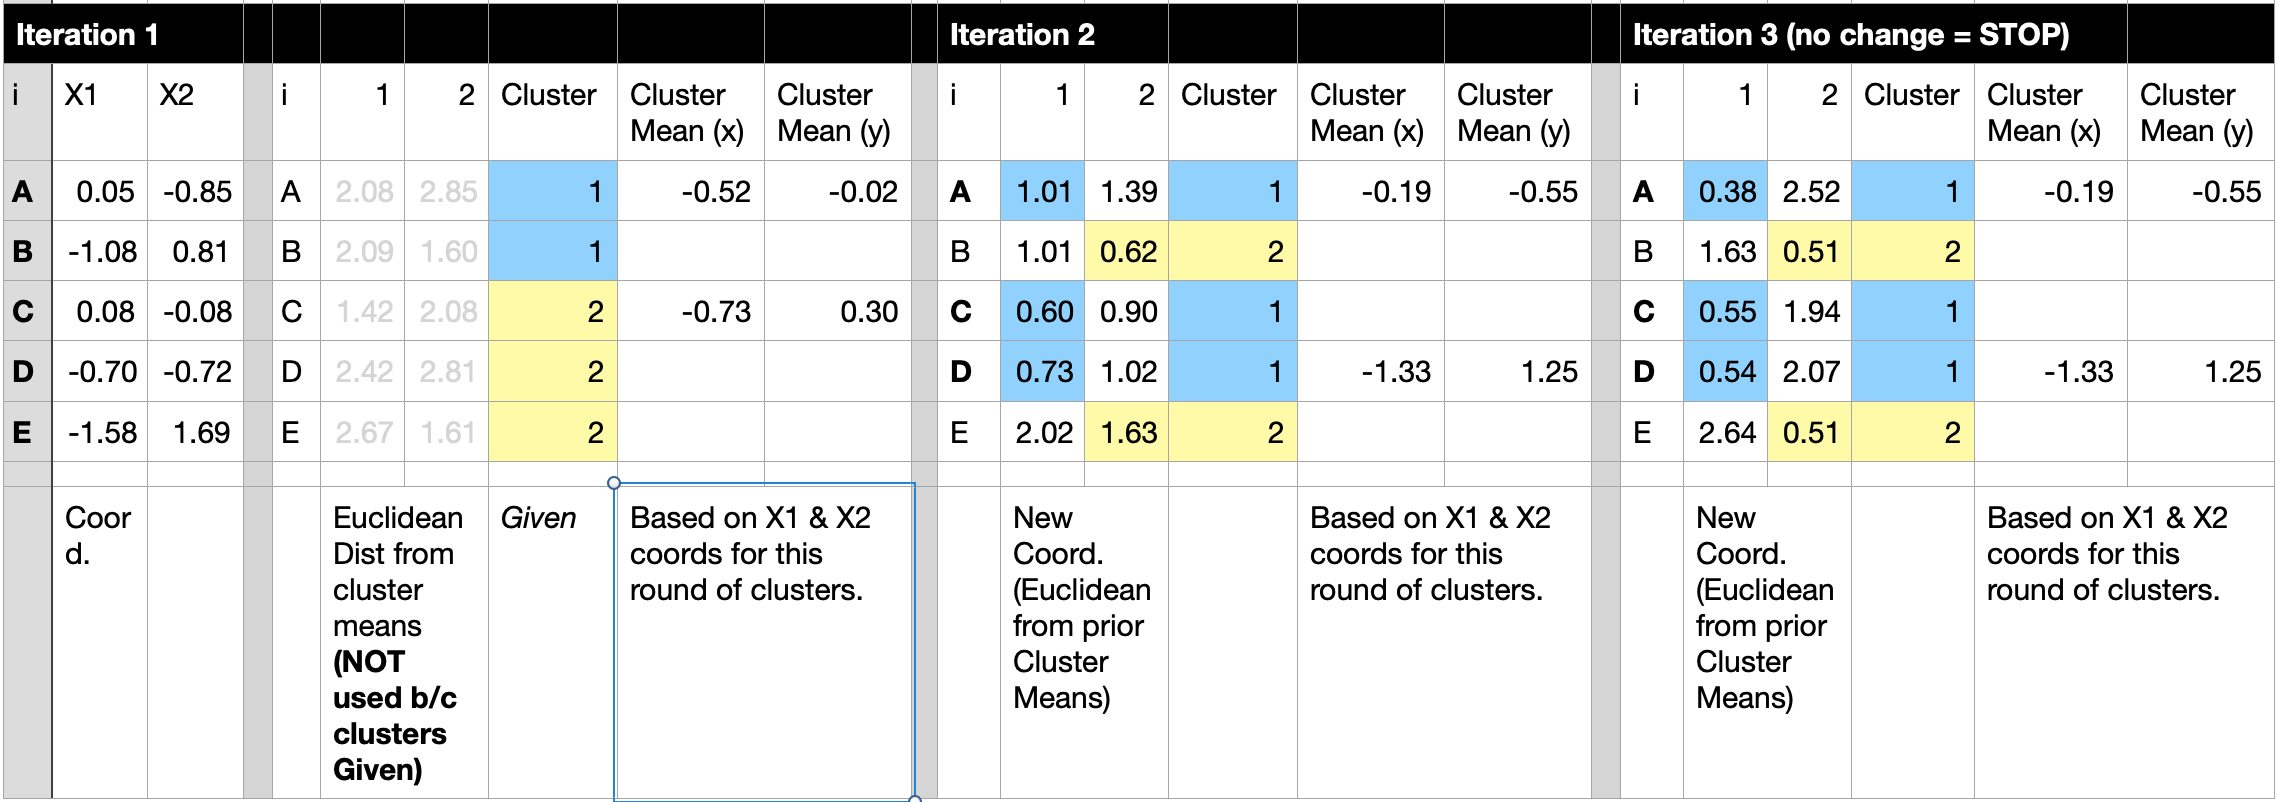 Iteration 1 Iteration 2 Iteration 3 (no change = STOP)
i X1 X2 i 1 2 Cluster Cluster Cluster i 1 2 Cluster Cluster Cluster i 1 2 Cluster Cluster Cluster
Mean (x) Mean (y) Mean (x) Mean (y) Mean (x) Mean (y)
A 0.05 -0.85 A 2.08 2.85 1 -0.52 -0.02 A 1.01 1.39 1 -0.19 -0.55 A 0.38 2.52 1 -0.19 -0.55
B -1.08 0.81 B 2.09 1.60 1 B 1.01 0.62 2 B 1.63 0.51 2
C 0.08 -0.08 C 1.42 2.08 2 -0.73 0.30 C 0.60 0.90 1 C 0.55 1.94 1
D -0.70 -0.72 D 2.42 2.81 2 D 0.73 1.02 1 -1.33 1.25 D 0.54 2.07 1 -1.33 1.25
E -1.58 1.69 E 2.67 1.61 2 E 2.02 1.63 2 E 2.64 0.51 2
Coor
d.
Euclidean
Dist from
cluster
means
(NOT
used b/c
clusters
Given)
Given
Based on X1 & X2
coords for this
round of clusters.
New
Coord.
(Euclidean
from prior
Cluster
Means)
Based on X1 & X2
coords for this
round of clusters.
New
Coord.
(Euclidean
from prior
Cluster
Means)
Based on X1 & X2
coords for this
round of clusters.